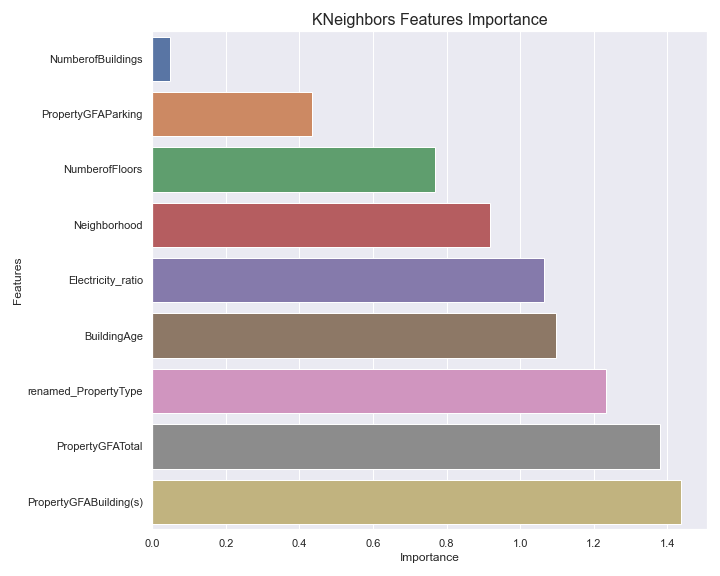 KNeighbors Features Importance
NumberofBuildings
PropertyGFAParking
NumberofFloors
Neighborhood
Electricity_ratio
BuildingAge
renamed_PropertyType
PropertyGFATotal
PropertyGFABuilding(s)
Features
0.0 0.2 0.4 0.6 0.8 1.0 1.2 1.4
Importance